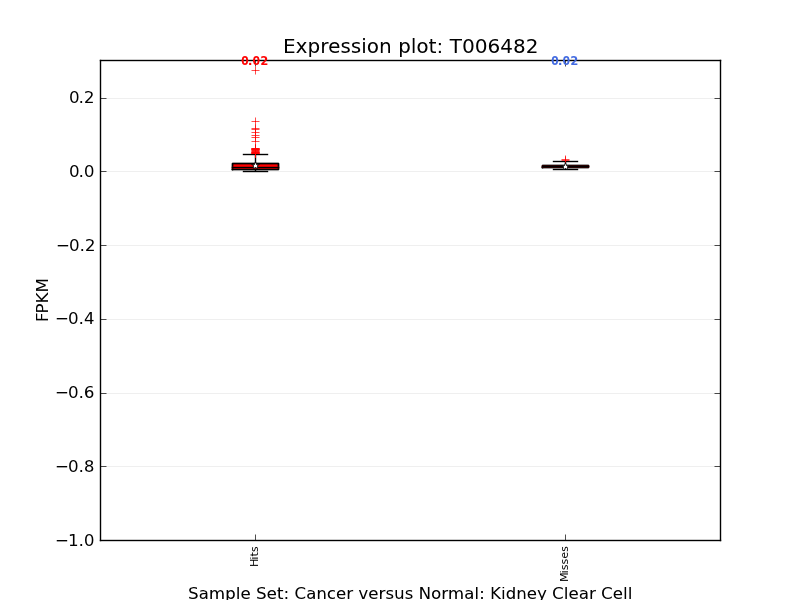 Expression plot: T006482
0.02
0.02
0.2
0.0
−0.2
−0.4
−0.6
−0.8
−1.0
FPKM
Hits
Misses
Sample Set: Cancer versus Normal: Kidney Clear Cell